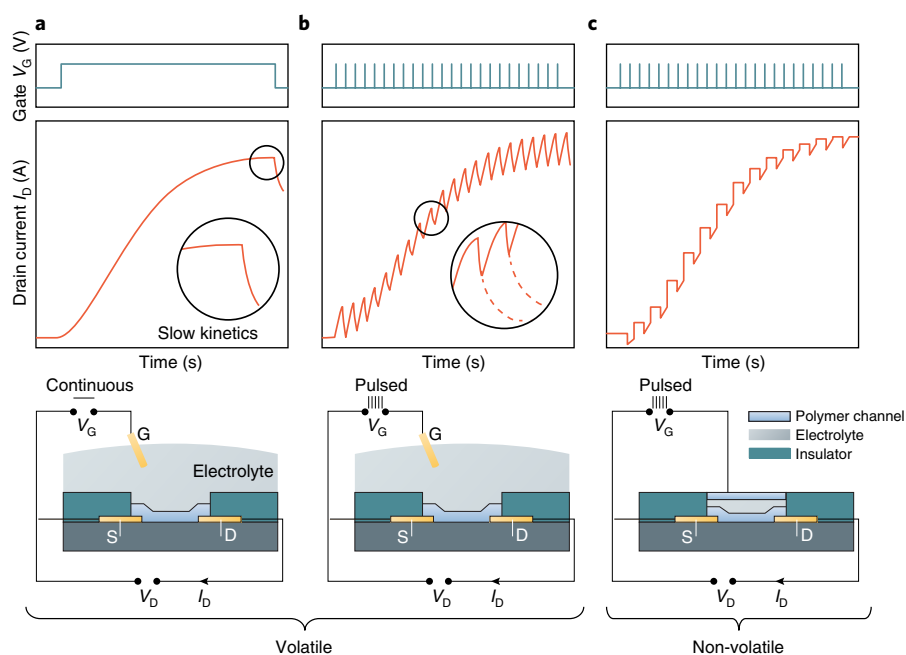 a
b
c
Gate V_G (V)
Drain current I_D (A)
Slow kinetics
Time (s)
Time (s)
Time (s)
Continuous
V_G
G
Electrolyte
S
D
V_D
I_D
Pulsed
V_G
G
S
D
V_D
I_D
Pulsed
V_G
Polymer channel
Electrolyte
Insulator
S
D
V_D
I_D
Volatile
Non-volatile